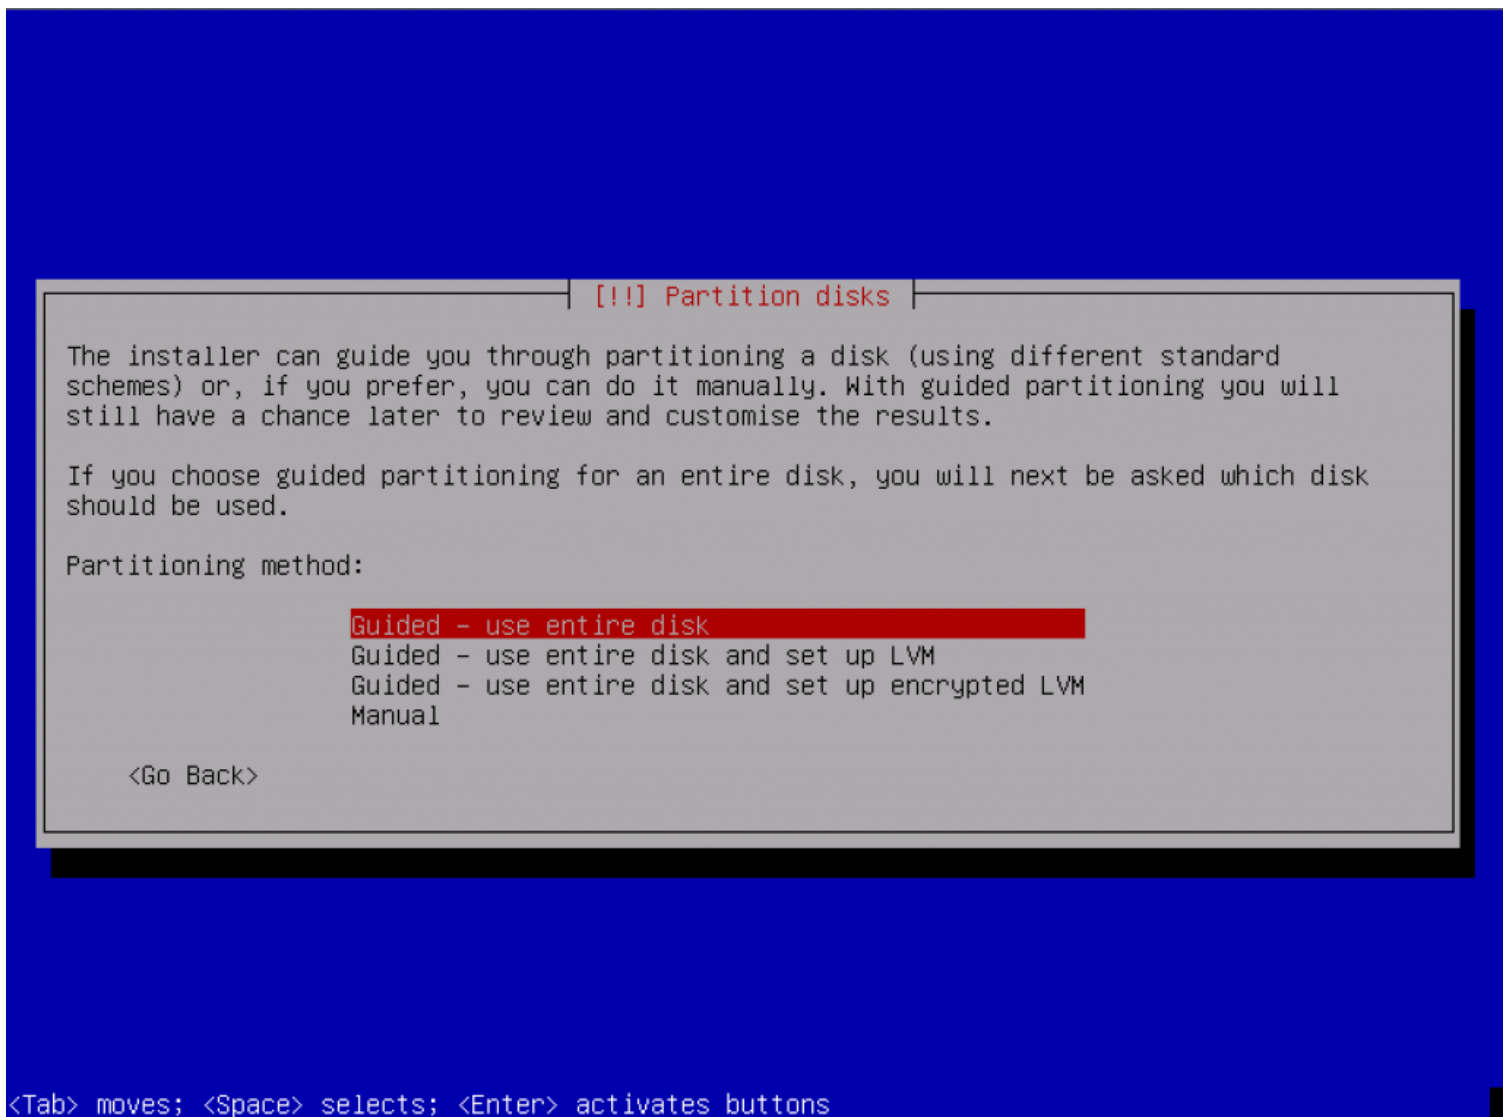 [!!] Partition disks
The installer can guide you through partitioning a disk (using different standard
schemes) or, if you prefer, you can do it manually. With guided partitioning you will
still have a chance later to review and customise the results.
If you choose guided partitioning for an entire disk, you will next be asked which disk
should be used.
Partitioning method:
Guided - use entire disk
Guided - use entire disk and set up LVM
Guided - use entire disk and set up encrypted LVM
Manual
<Go Back>
<Tab> moves; <Space> selects; <Enter> activates buttons